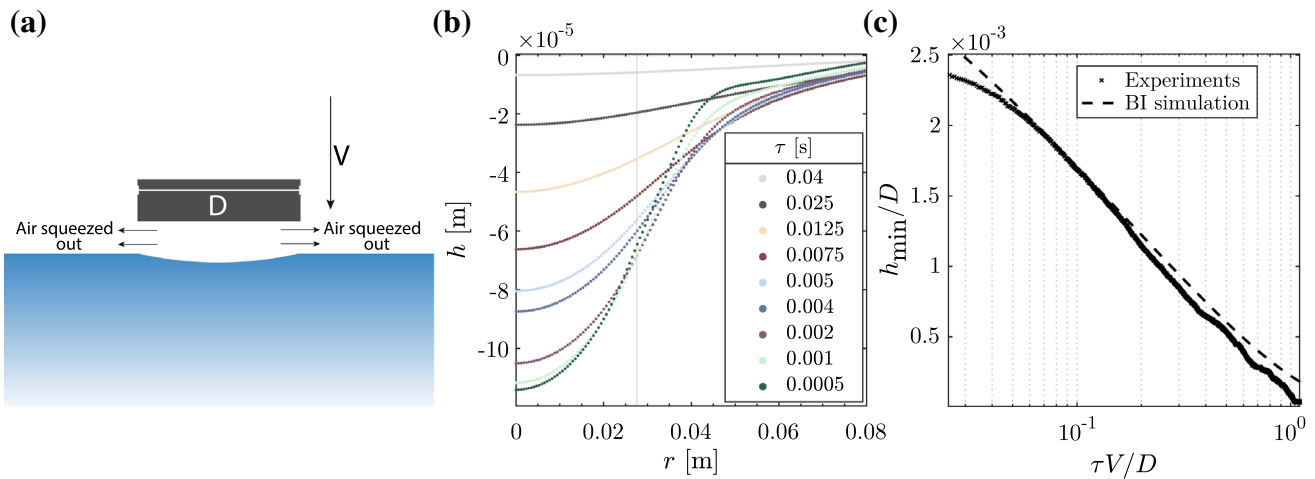 (a)
V
D
Air squeezed
out
Air squeezed
out
(b)
×10⁻⁵
0
-2
-4
-6
-8
-10
h [m]
0
0.02
0.04
0.06
0.08
r [m]
τ [s]
0.04
0.025
0.0125
0.0075
0.005
0.004
0.002
0.001
0.0005
(c)
×10⁻³
2.5
2
1.5
1
0.5
h_min/D
Experiments
BI simulation
10⁻¹
10⁰
τV/D